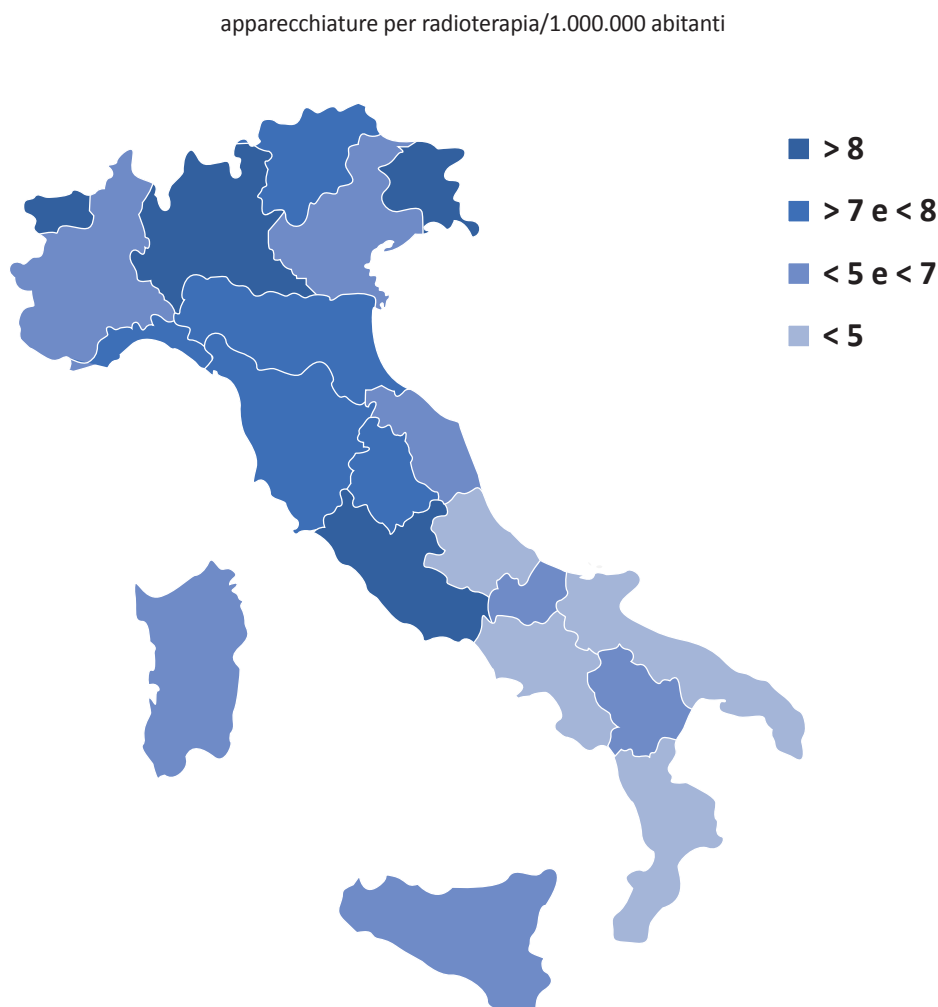 apparecchiature per radioterapia/1.000.000 abitanti
> 8
> 7 e < 8
< 5 e < 7
< 5